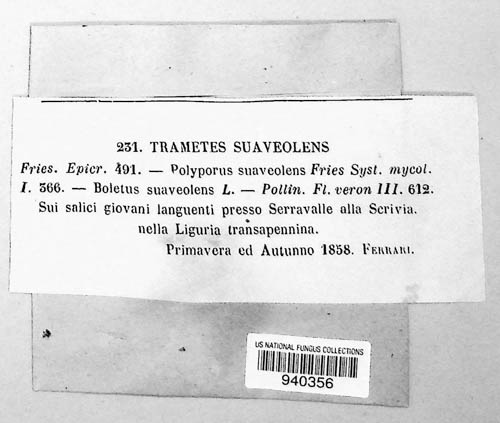 231. TRAMETES SUAVEOLENS
Fries. Epicr. 491. — Polyporus suaveolens Fries Syst. mycol.
I. 366. — Boletus suaveolens L. — Pollin. Fl. veron III. 612.
Sui salici giovani languenti presso Serravalle alla Scrivia.
nella Liguria transapennina.
Primavera ed Autunno 1858. FERRARI.
US NATIONAL FUNGUS COLLECTIONS
940356